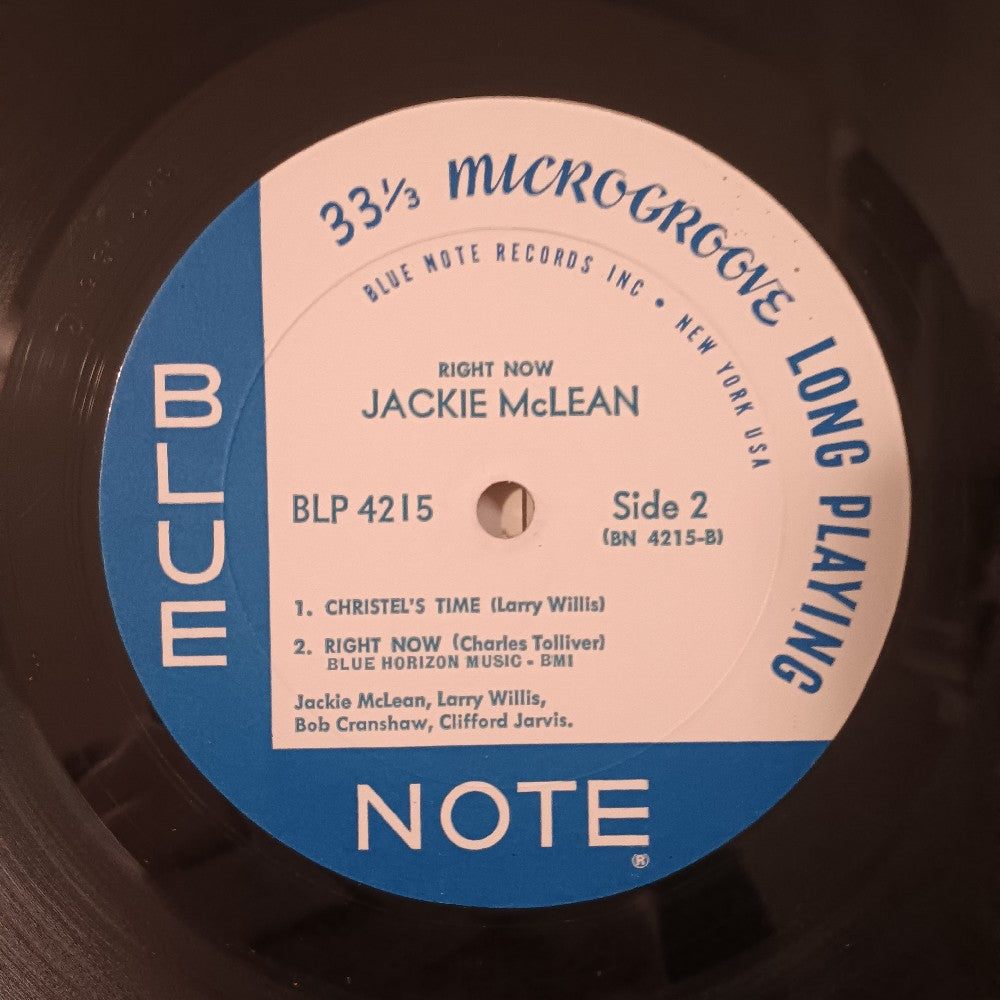 33⅓ MICROGROOVE LONG PLAYING
BLUE NOTE RECORDS INC • NEW YORK USA
RIGHT NOW
JACKIE McLEAN
BLP 4215
Side 2
(BN 4215-B)
1. CHRISTEL'S TIME (Larry Willis)
2. RIGHT NOW (Charles Tolliver)
BLUE HORIZON MUSIC - BMI
Jackie McLean, Larry Willis,
Bob Cranshaw, Clifford Jarvis.
BLUE
NOTE
®